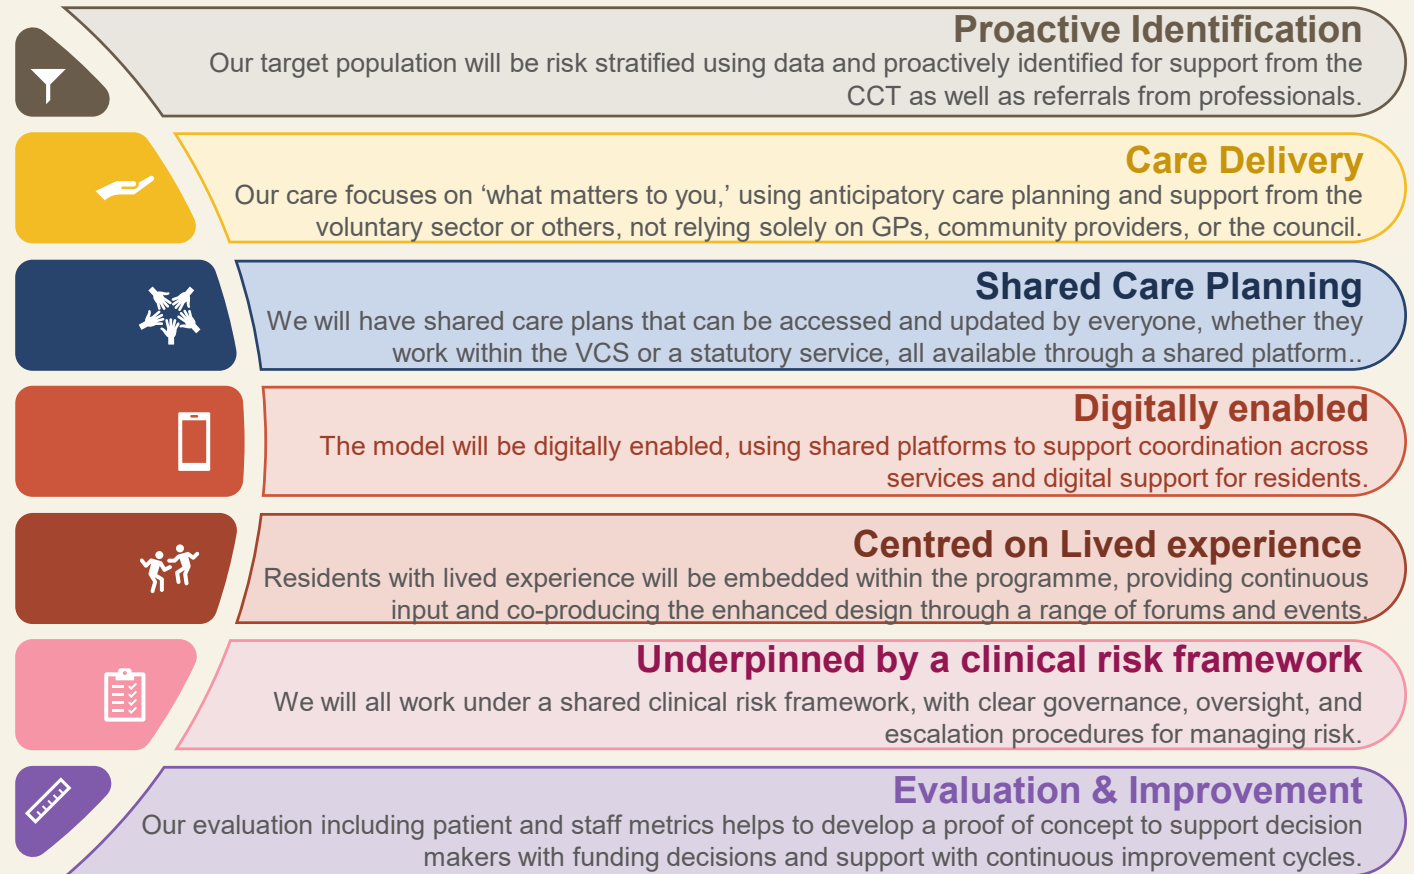 Proactive Identification
Our target population will be risk stratified using data and proactively identified for support from the
CCT as well as referrals from professionals.
Care Delivery
Our care focuses on ‘what matters to you,’ using anticipatory care planning and support from the
voluntary sector or others, not relying solely on GPs, community providers, or the council.
Shared Care Planning
We will have shared care plans that can be accessed and updated by everyone, whether they
work within the VCS or a statutory service, all available through a shared platform..
Digitally enabled
The model will be digitally enabled, using shared platforms to support coordination across
services and digital support for residents.
Centred on Lived experience
Residents with lived experience will be embedded within the programme, providing continuous
input and co-producing the enhanced design through a range of forums and events.
Underpinned by a clinical risk framework
We will all work under a shared clinical risk framework, with clear governance, oversight, and
escalation procedures for managing risk.
Evaluation & Improvement
Our evaluation including patient and staff metrics helps to develop a proof of concept to support decision
makers with funding decisions and support with continuous improvement cycles.